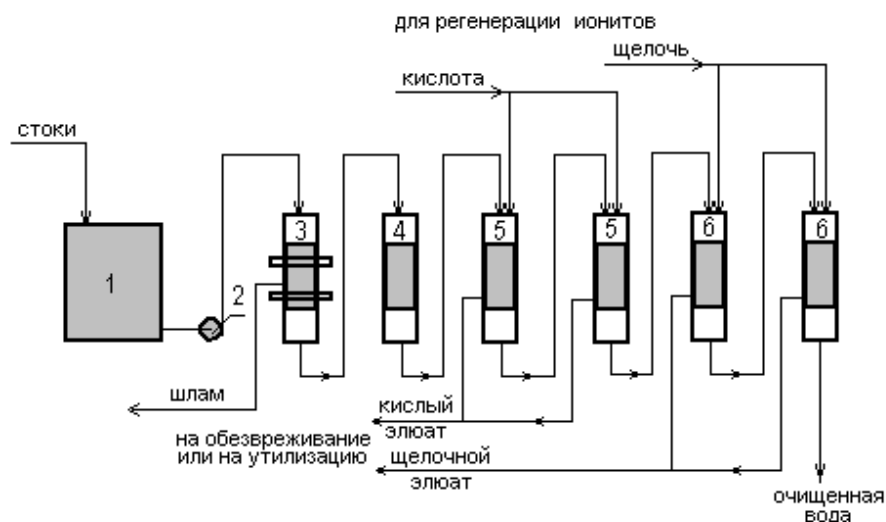 для регенерации ионитов
щелочь
кислота
стоки
1
2
3
4
5
5
6
6
шлам
кислый
элюат
на обезвреживание
или на утилизацию
щелочной
элюат
очищенная
вода